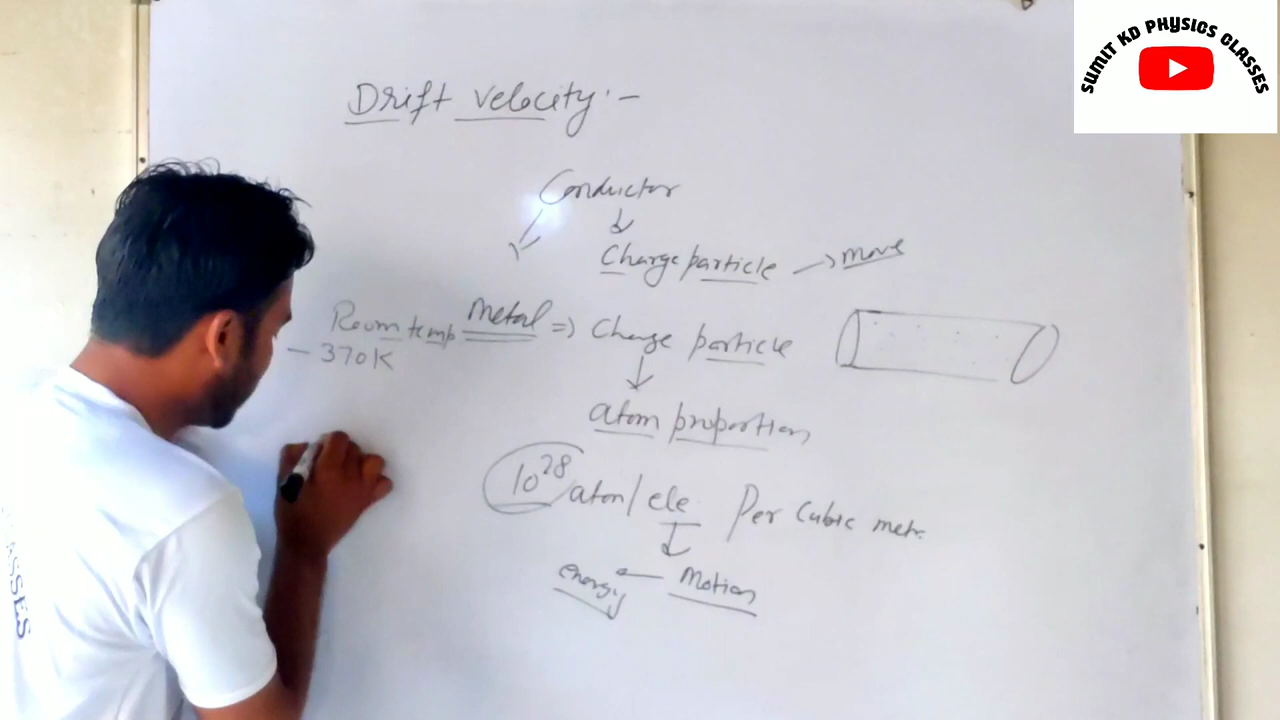 SUMIT KD PHYSICS CLASSES
Drift velocity :-
Conductor
Charge particle → move
Room temp Metal => Charge particle
- 370K
atom proportion
10^28 atom/ele Per Cubic metr.
energy ← Motion
ASSES